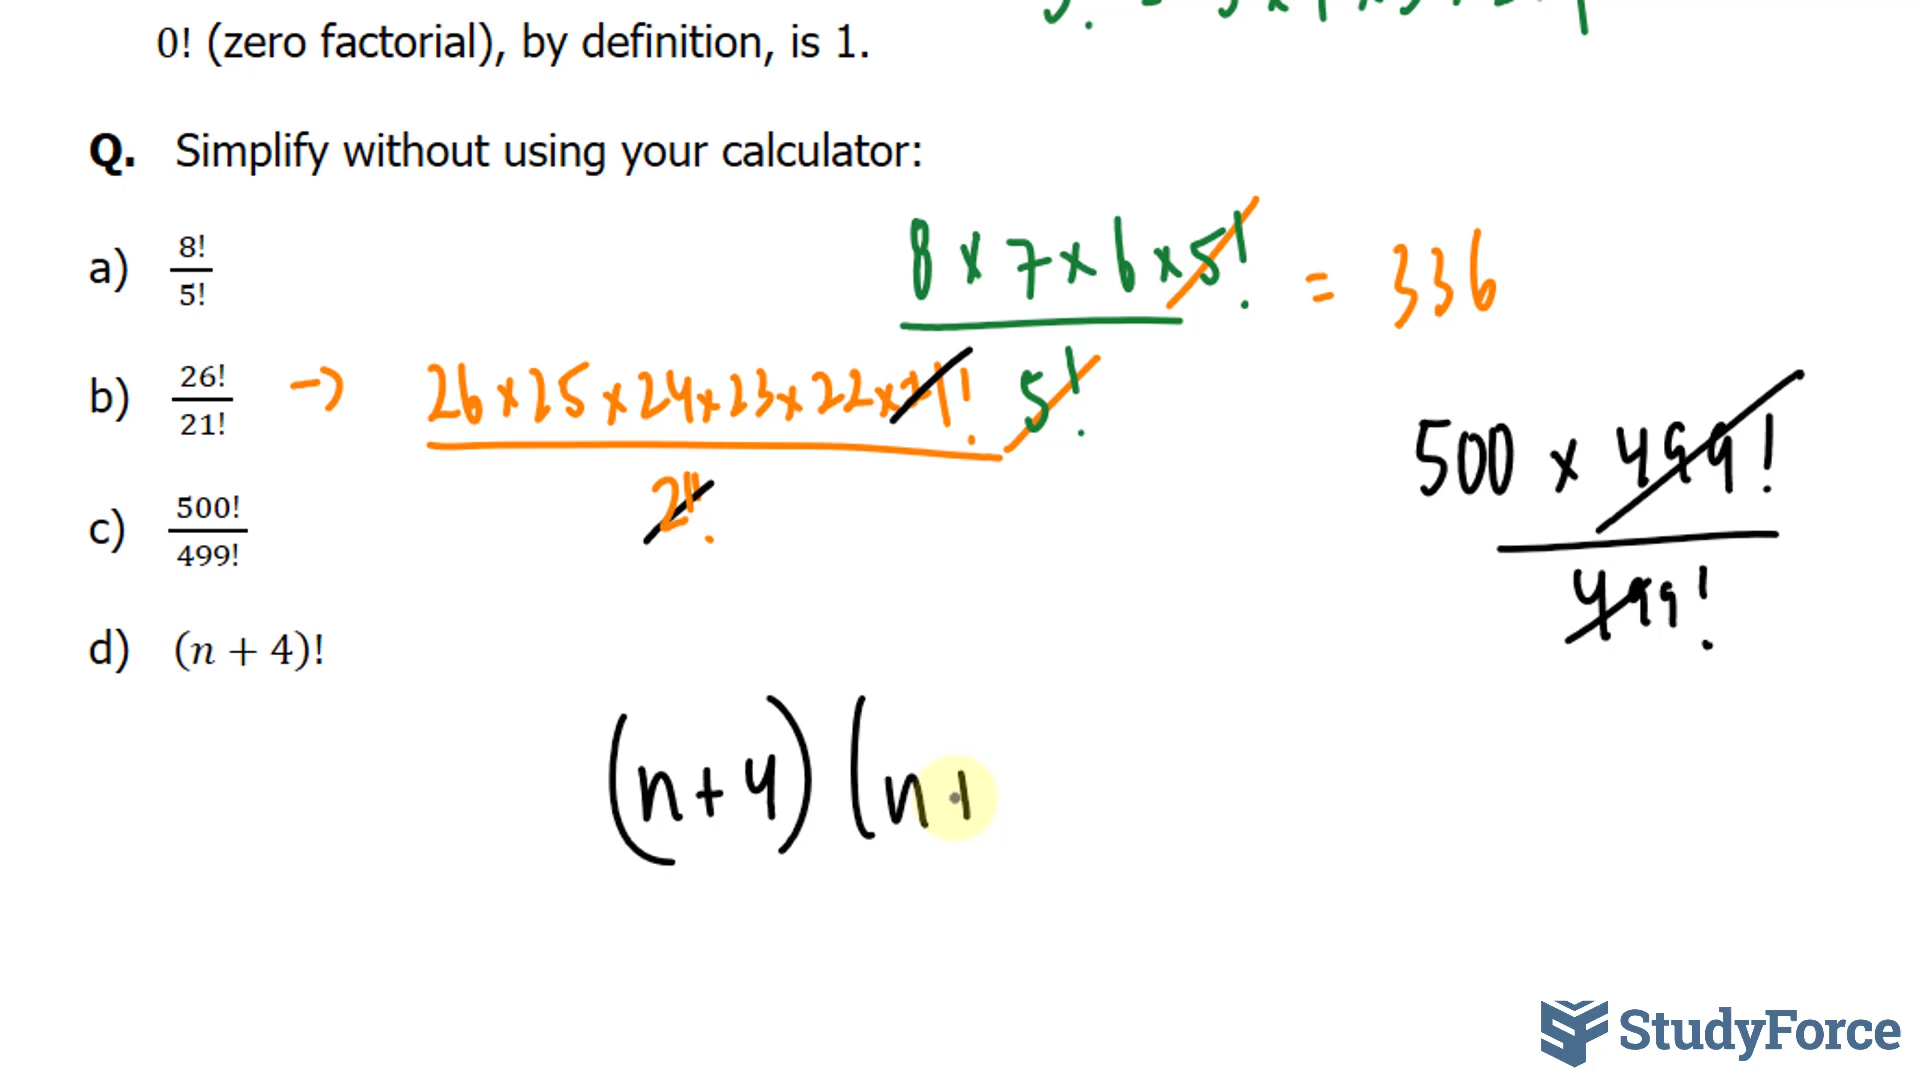 0! (zero factorial), by definition, is 1.
Q. Simplify without using your calculator:
a) 8!/5!
8 × 7 × 6 × 5! / 5! = 336
b) 26!/21! → 26 × 25 × 24 × 23 × 22 × 21! / 21!
c) 500!/499!
500 × 499! / 499!
d) (n + 4)!
(n+4) (n+
StudyForce